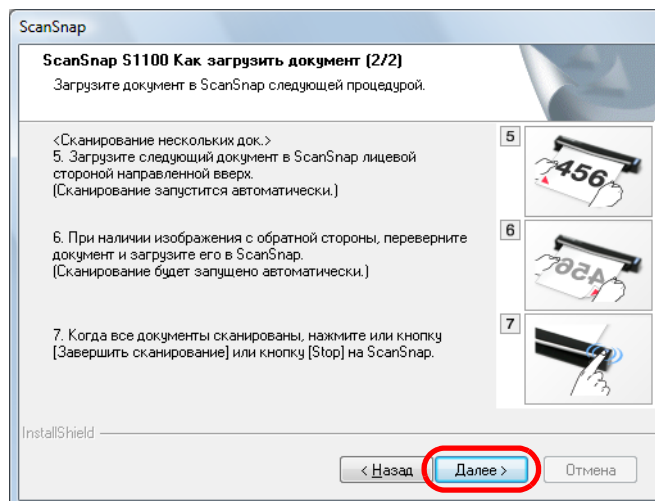 ScanSnap
ScanSnap S1100 Как загрузить документ (2/2)
Загрузите документ в ScanSnap следующей процедурой.
<Сканирование нескольких док.>
5. Загрузите следующий документ в ScanSnap лицевой
стороной направленной вверх.
(Сканирование запустится автоматически.)
6. При наличии изображения с обратной стороны, переверните
документ и загрузите его в ScanSnap.
(Сканирование будет запущено автоматически.)
7. Когда все документы сканированы, нажмите или кнопку
[Завершить сканирование] или кнопку [Stop] на ScanSnap.
5
456
6
456
7
InstallShield
< Назад
Далее >
Отмена